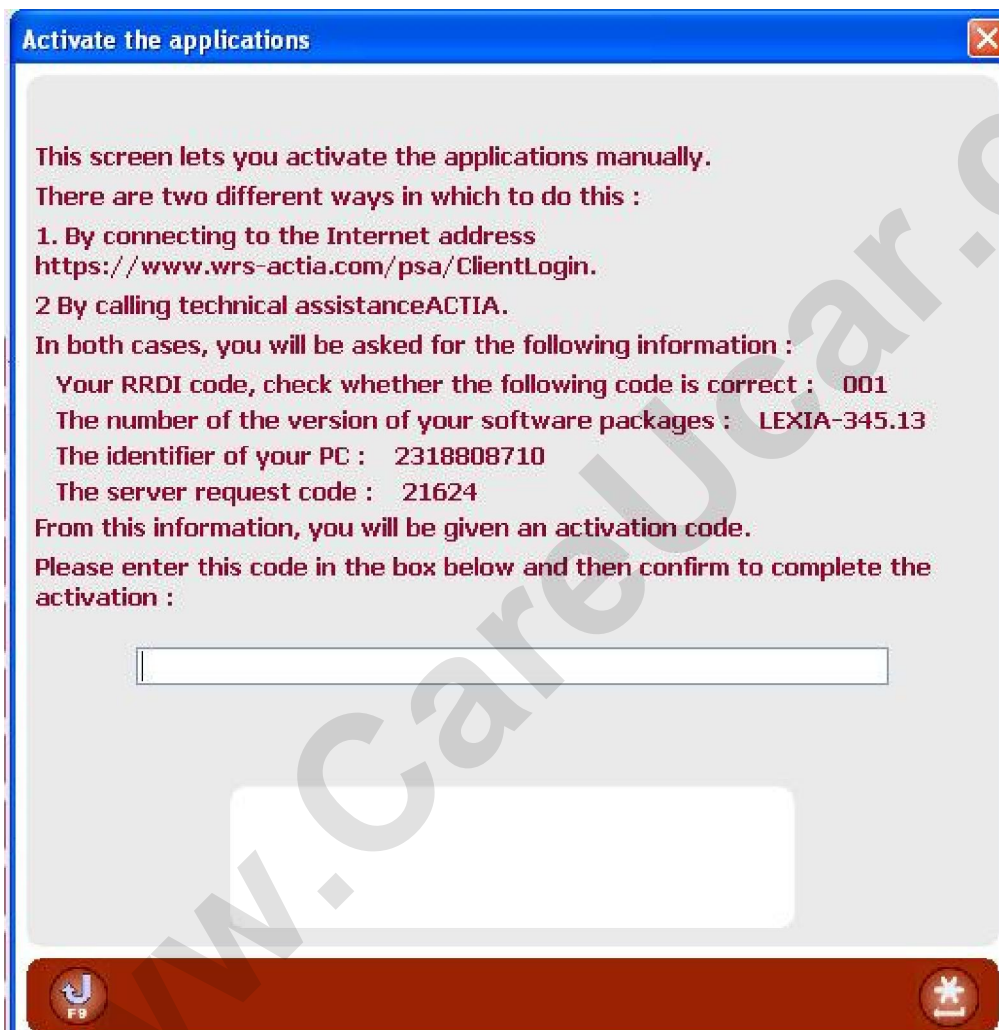 Activate the applications
This screen lets you activate the applications manually.
There are two different ways in which to do this :
1. By connecting to the Internet address
https://www.wrs-actia.com/psa/ClientLogin.
2 By calling technical assistanceACTIA.
In both cases, you will be asked for the following information :
Your RRDI code, check whether the following code is correct : 001
The number of the version of your software packages : LEXIA-345.13
The identifier of your PC : 2318808710
The server request code : 21624
From this information, you will be given an activation code.
Please enter this code in the box below and then confirm to complete the
activation :
F9
w.CareUcar.c